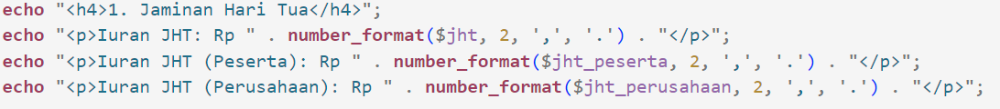 echo "<h4>1. Jaminan Hari Tua</h4>";
echo "<p>Iuran JHT: Rp " . number_format($jht, 2, ',', '.') . "</p>";
echo "<p>Iuran JHT (Peserta): Rp " . number_format($jht_peserta, 2, ',', '.') . "</p>";
echo "<p>Iuran JHT (Perusahaan): Rp " . number_format($jht_perusahaan, 2, ',', '.') . "</p>";